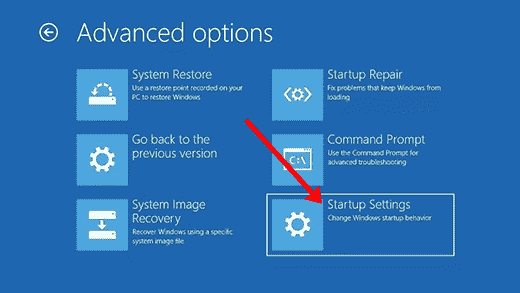 Advanced options
System Restore
Use a restore point recorded on your
PC to restore Windows.
Startup Repair
Fix problems that keep Windows from
loading
Go back to the
previous version
Command Prompt
Use the Command Prompt for
advanced troubleshooting
C:\
System Image
Recovery
Recover Windows using a specific
system image file
Startup Settings
Change Windows startup behavior